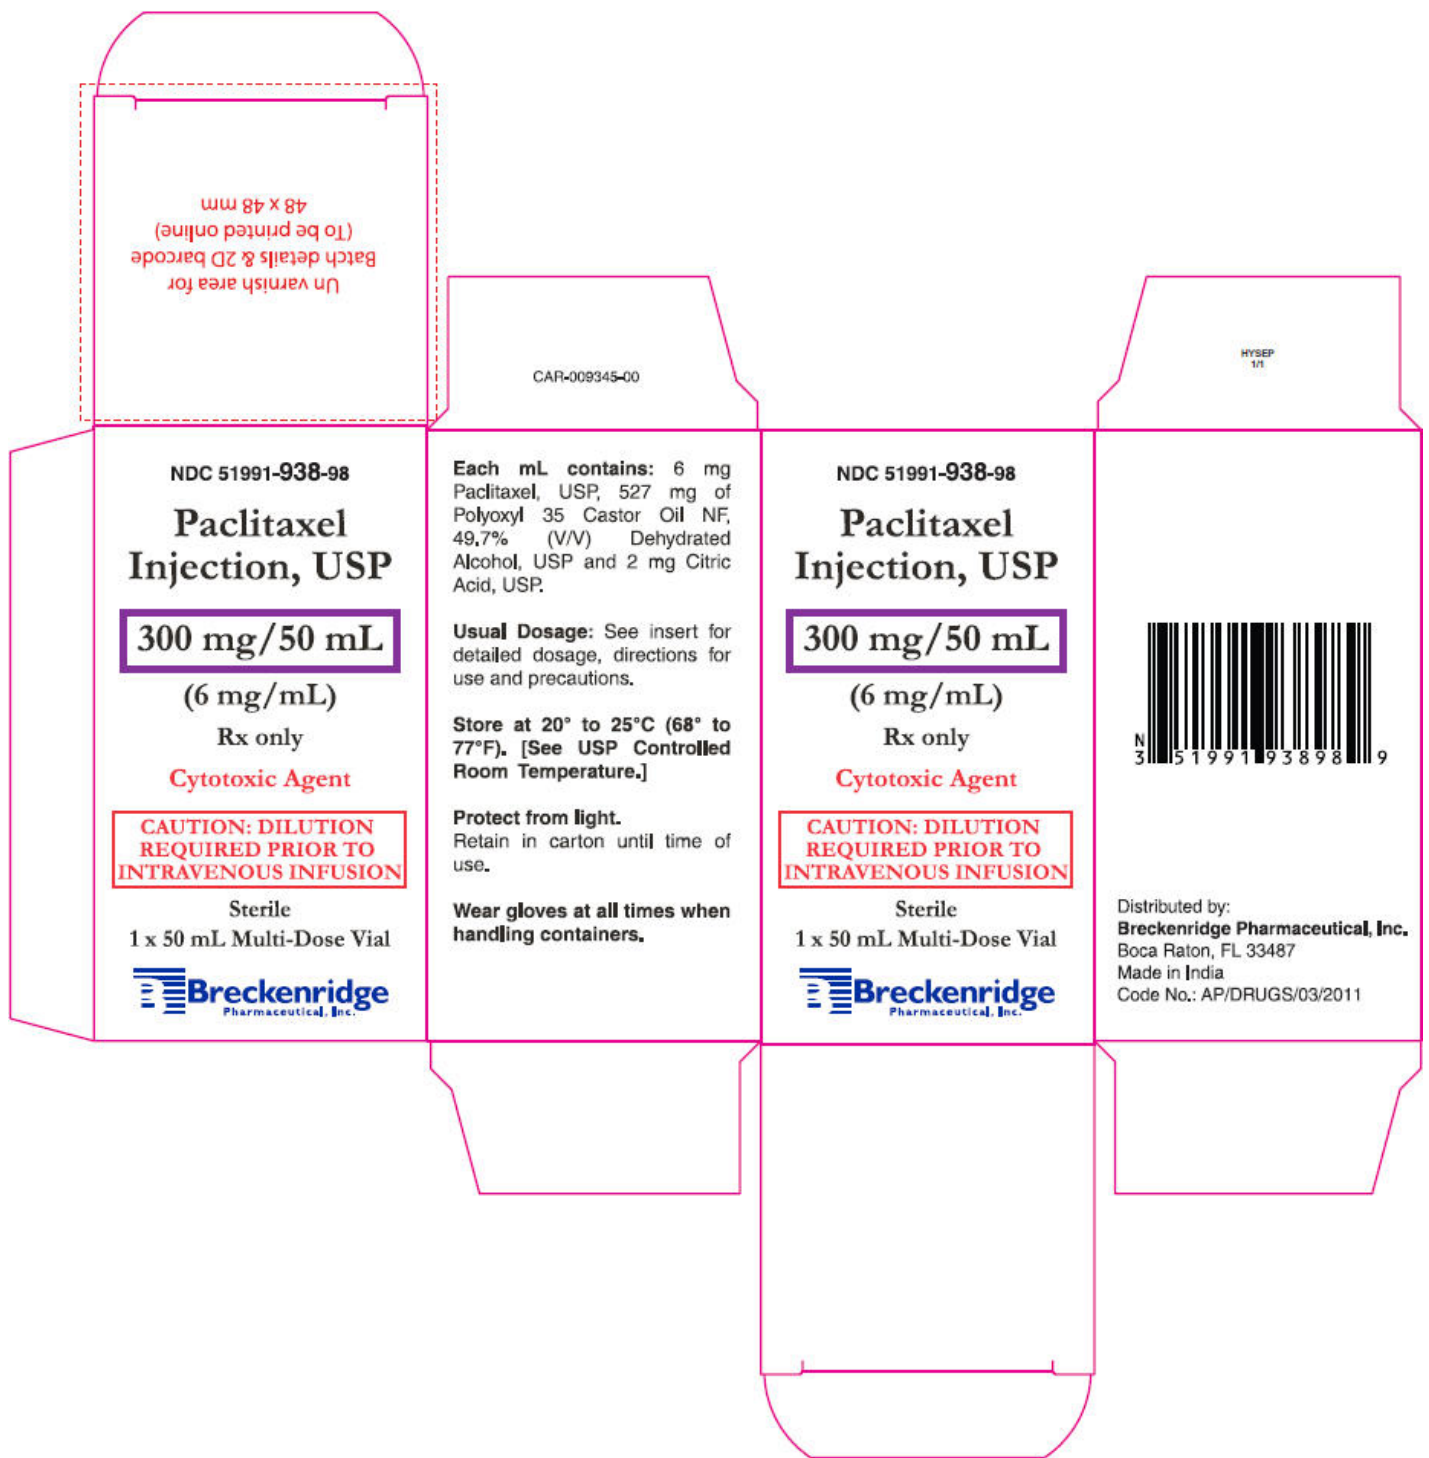 Un varnish area for
Batch details & 2D barcode
(To be printed online)
48 x 48 mm
CAR-009345-00
HYSEP
1/1
NDC 51991-938-98
Paclitaxel
Injection, USP
300 mg/50 mL
(6 mg/mL)
Rx only
Cytotoxic Agent
CAUTION: DILUTION
REQUIRED PRIOR TO
INTRAVENOUS INFUSION
Sterile
1 x 50 mL Multi-Dose Vial
Breckenridge
Pharmaceutical, Inc.
Each mL contains: 6 mg
Paclitaxel, USP, 527 mg of
Polyoxyl 35 Castor Oil NF,
49.7% (V/V) Dehydrated
Alcohol, USP and 2 mg Citric
Acid, USP.
Usual Dosage: See insert for
detailed dosage, directions for
use and precautions.
Store at 20° to 25°C (68° to
77°F). [See USP Controlled
Room Temperature.]
Protect from light.
Retain in carton until time of
use.
Wear gloves at all times when
handling containers.
NDC 51991-938-98
Paclitaxel
Injection, USP
300 mg/50 mL
(6 mg/mL)
Rx only
Cytotoxic Agent
CAUTION: DILUTION
REQUIRED PRIOR TO
INTRAVENOUS INFUSION
Sterile
1 x 50 mL Multi-Dose Vial
Breckenridge
Pharmaceutical, Inc.
N
3 51991 93898 9
Distributed by:
Breckenridge Pharmaceutical, Inc.
Boca Raton, FL 33487
Made in India
Code No.: AP/DRUGS/03/2011